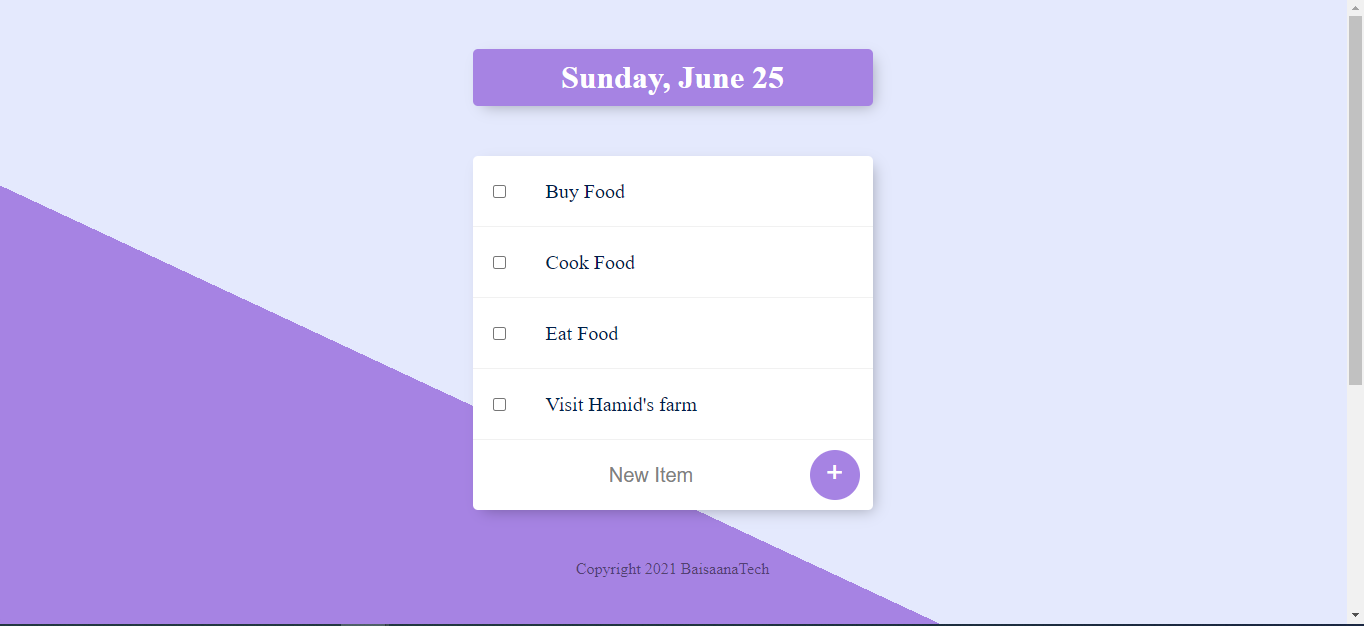 Sunday, June 25
Buy Food
Cook Food
Eat Food
Visit Hamid's farm
New Item
+
Copyright 2021 BaisaanaTech